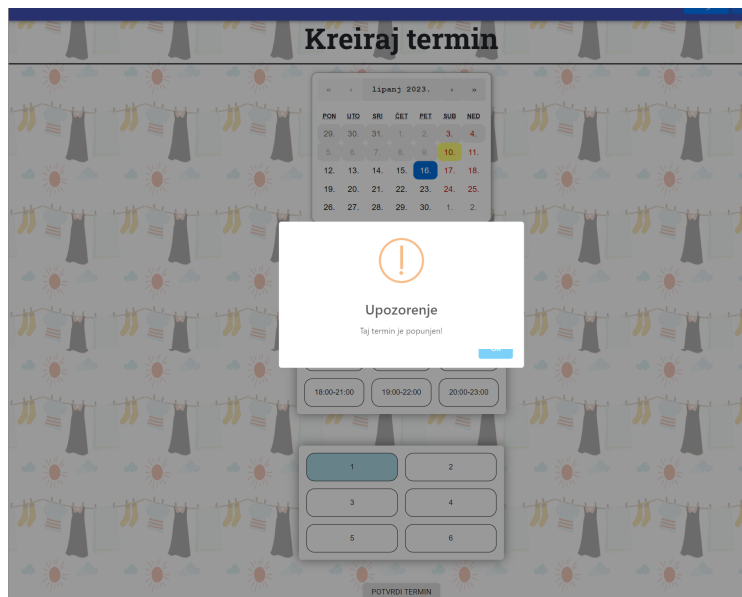 Kreiraj termin
« ‹ lipanj 2023. › »
PON UTO SRI ČET PET SUB NED
29. 30. 31. 1. 2. 3. 4.
5. 6. 7. 8. 9. 10. 11.
12. 13. 14. 15. 16. 17. 18.
19. 20. 21. 22. 23. 24. 25.
26. 27. 28. 29. 30. 1. 2.
Upozorenje
Taj termin je popunjen!
18:00-21:00 19:00-22:00 20:00-23:00
1 2
3 4
5 6
POTVRDI TERMIN